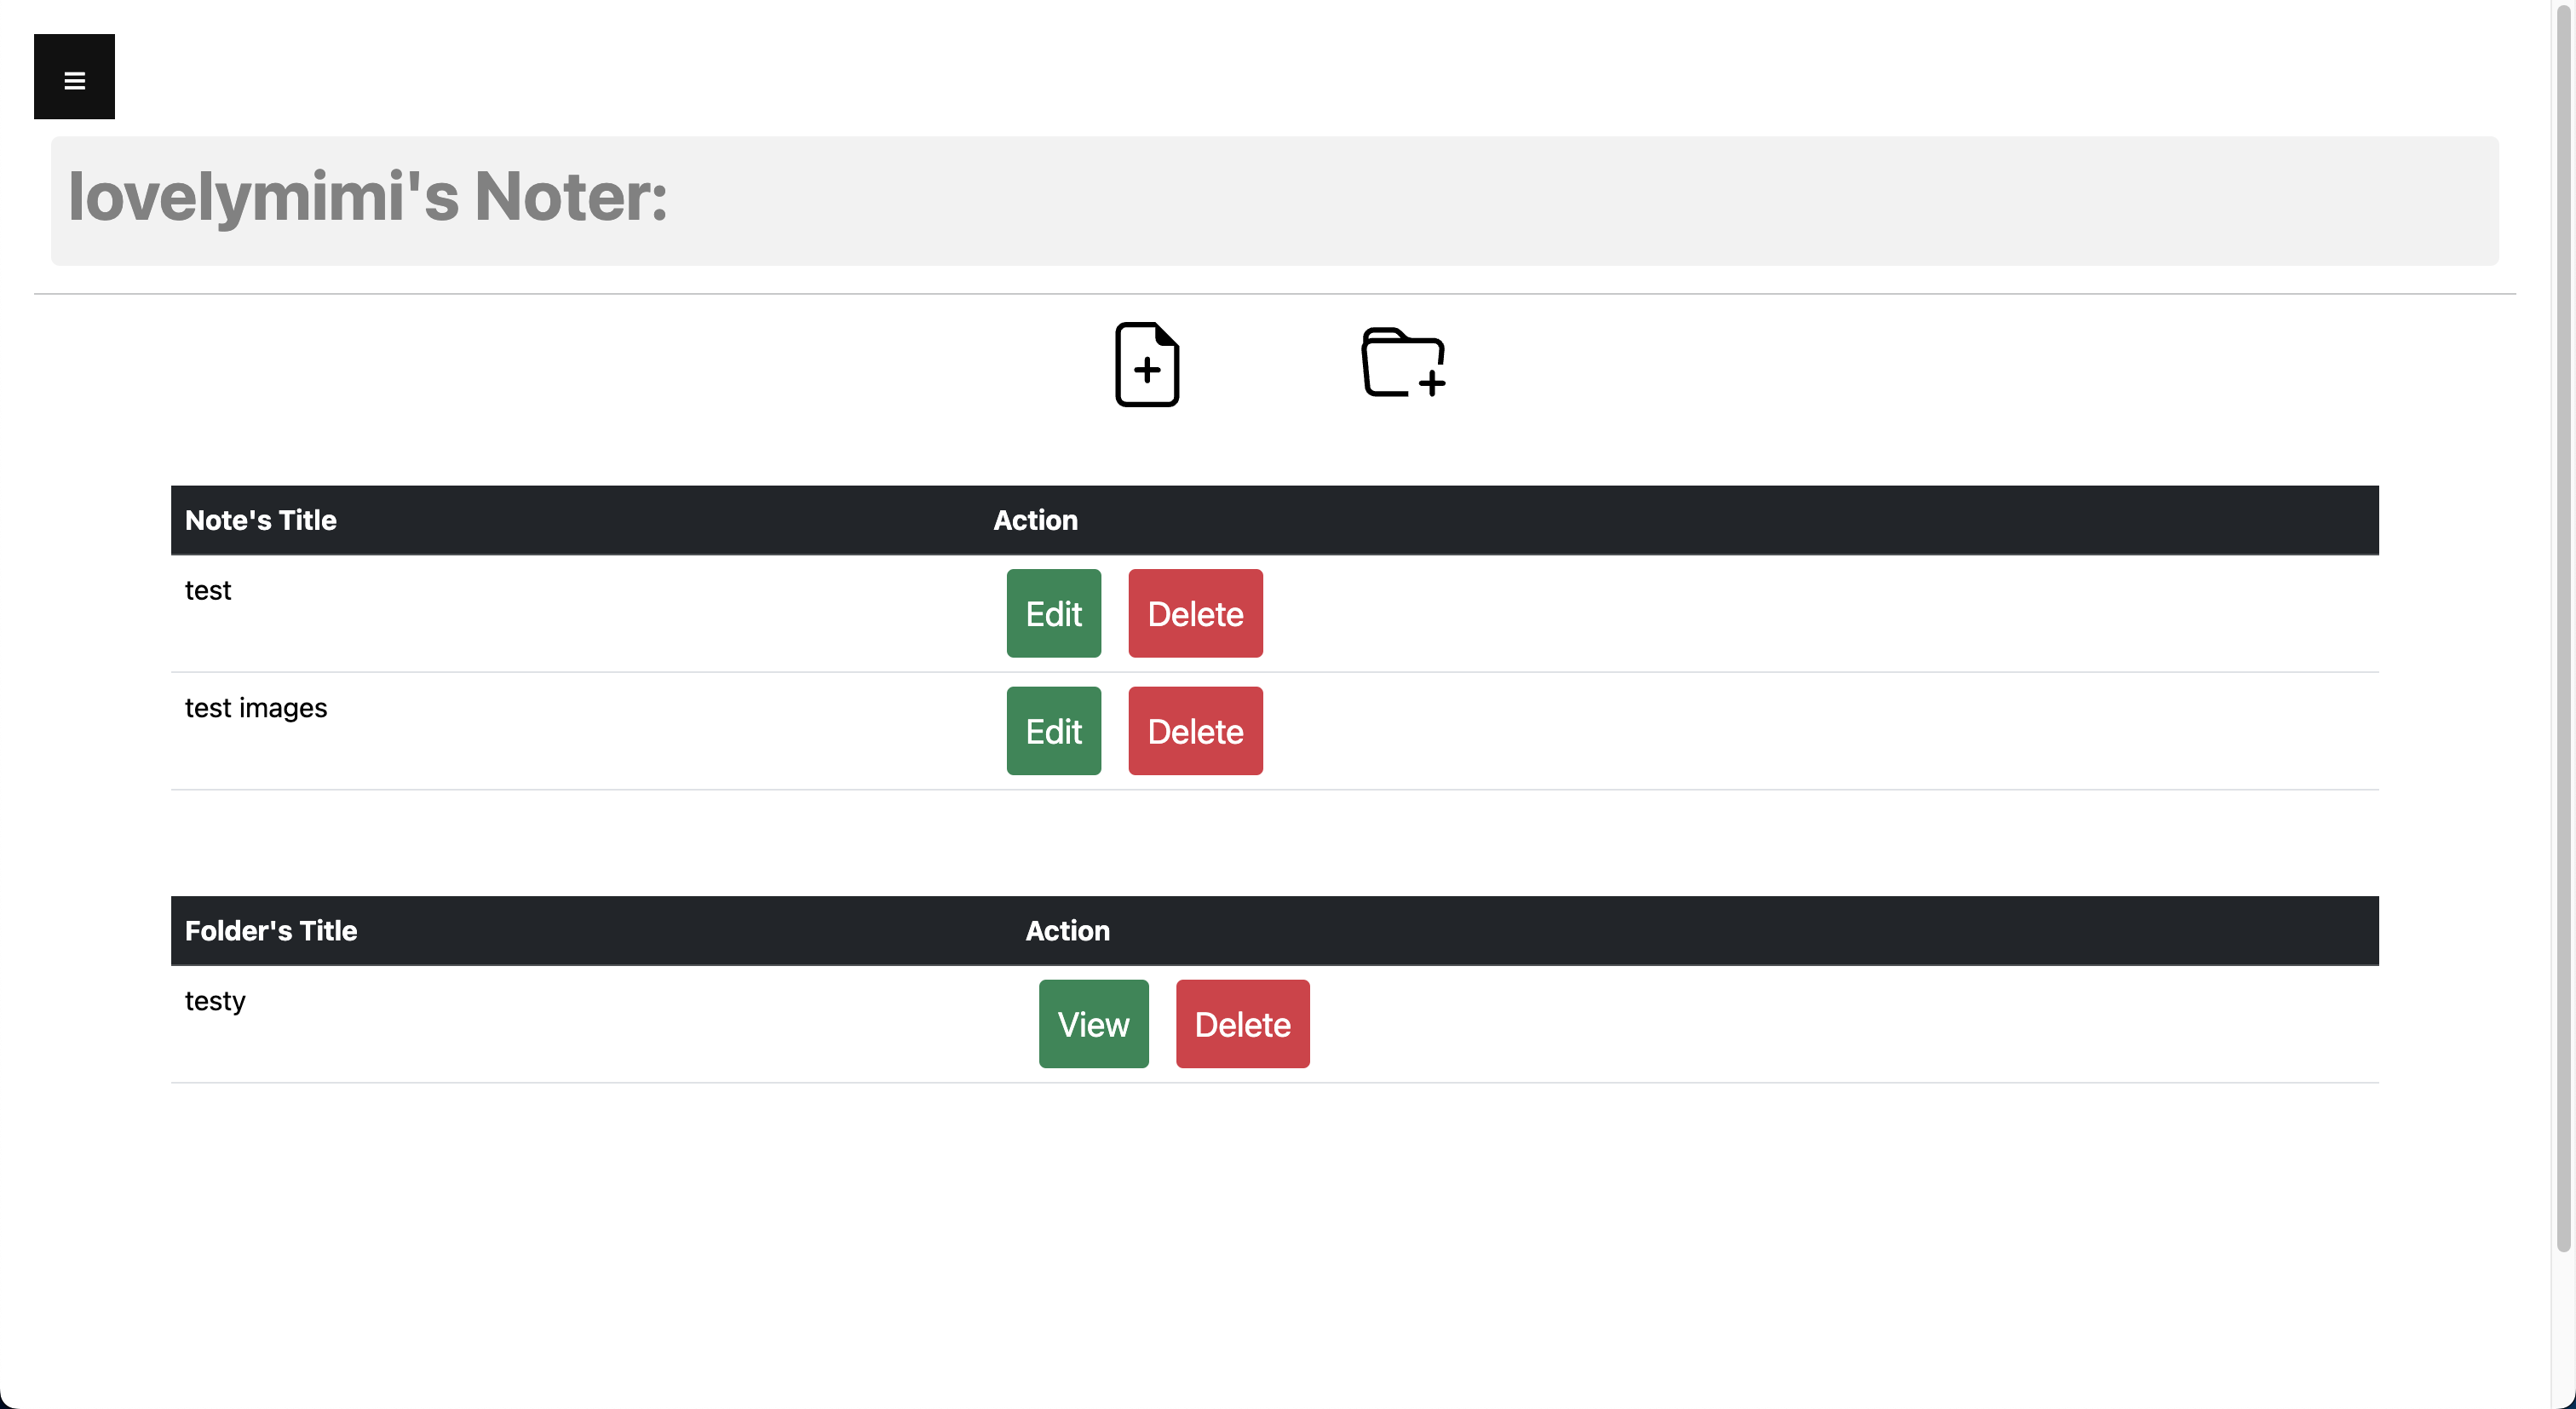 lovelymimi's Noter:
Note's Title Action
test Edit Delete
test images Edit Delete
Folder's Title Action
testy View Delete